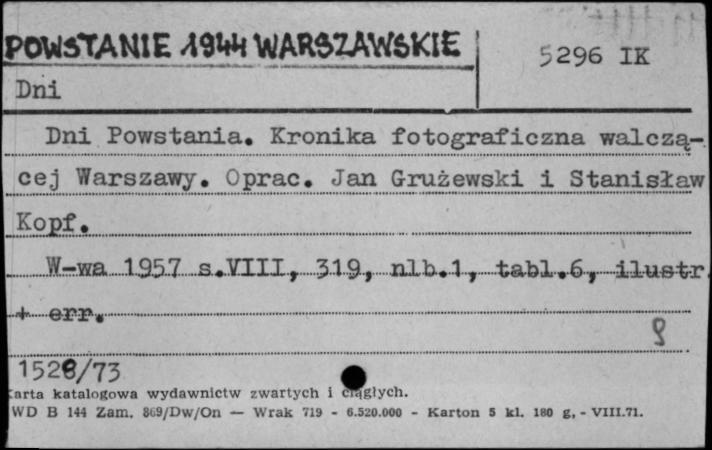 POWSTANIE 1944 WARSZAWSKIE
5296 IK
Dni
Dni Powstania. Kronika fotograficzna walczą-
cej Warszawy. Oprac. Jan Grużewski i Stanisław
Kopf.
W-wa 1957 s.VIII, 319, nlb.1, tabl.6, ilustr.
+ err.
1528/73
Karta katalogowa wydawnictw zwartych i ciągłych.
WD B 144 Zam. 869/Dw/On — Wrak 719 - 6.520.000 - Karton 5 kl. 180 g, - VIII.71.